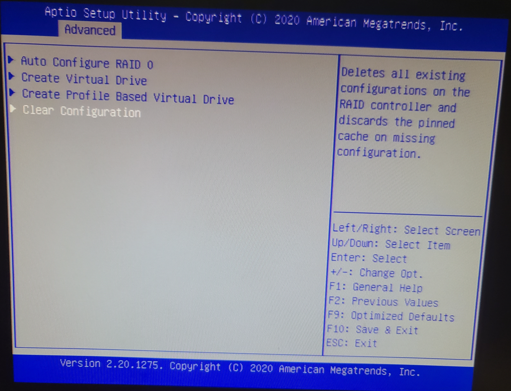 Aptio Setup Utility - Copyright (C) 2020 American Megatrends, Inc.
Advanced
Auto Configure RAID 0
Create Virtual Drive
Create Profile Based Virtual Drive
Clear Configuration
Deletes all existing
configurations on the
RAID controller and
discards the pinned
cache on missing
configuration.
Left/Right: Select Screen
Up/Down: Select Item
Enter: Select
+/-: Change Opt.
F1: General Help
F2: Previous Values
F9: Optimized Defaults
F10: Save & Exit
ESC: Exit
Version 2.20.1275. Copyright (C) 2020 American Megatrends, Inc.